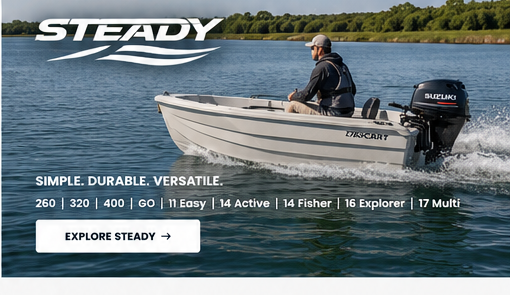 STEADY
SUZUKI
SIMPLE. DURABLE. VERSATILE.
260 | 320 | 400 | GO | 11 Easy | 14 Active | 14 Fisher | 16 Explorer | 17 Multi
EXPLORE STEADY →